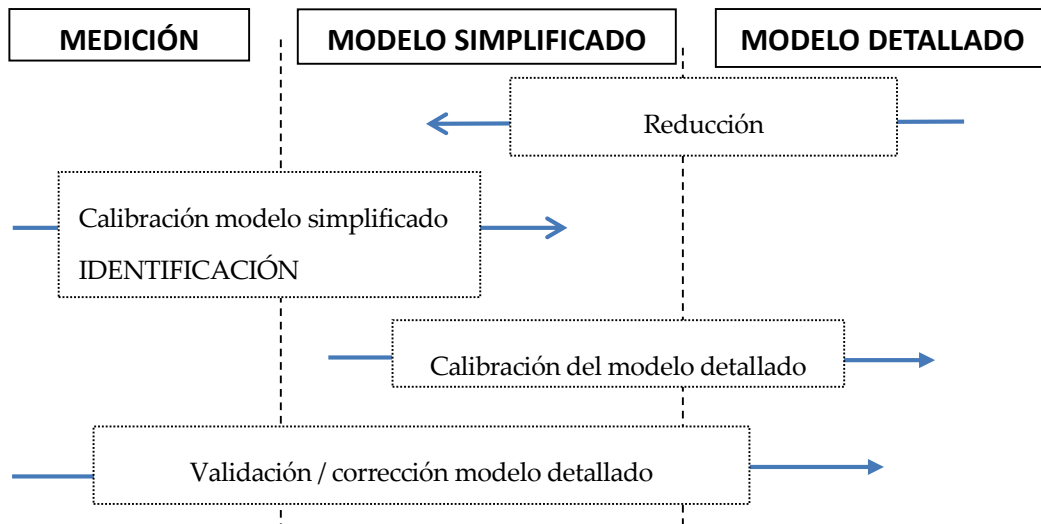 MEDICIÓN
MODELO SIMPLIFICADO
MODELO DETALLADO
Reducción
Calibración modelo simplificado
IDENTIFICACIÓN
Calibración del modelo detallado
Validación / corrección modelo detallado